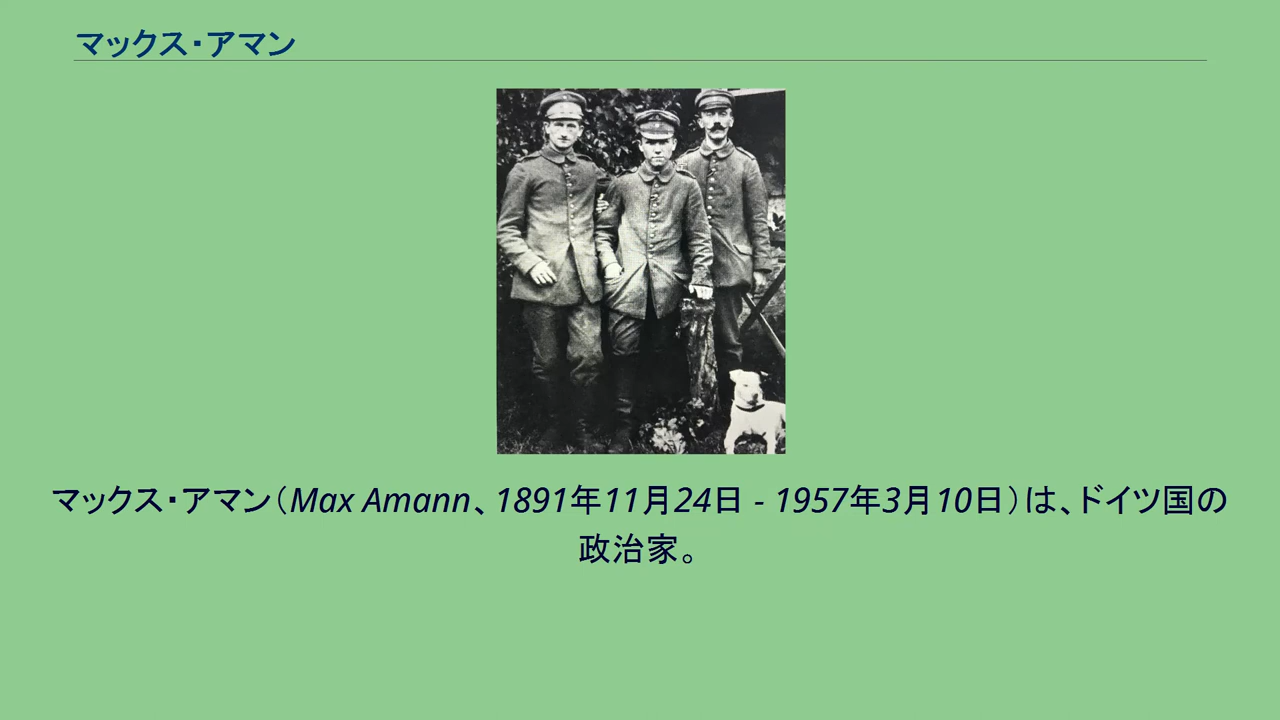 マックス・アマン
マックス・アマン（Max Amann、1891年11月24日 - 1957年3月10日）は、ドイツ国の
政治家。